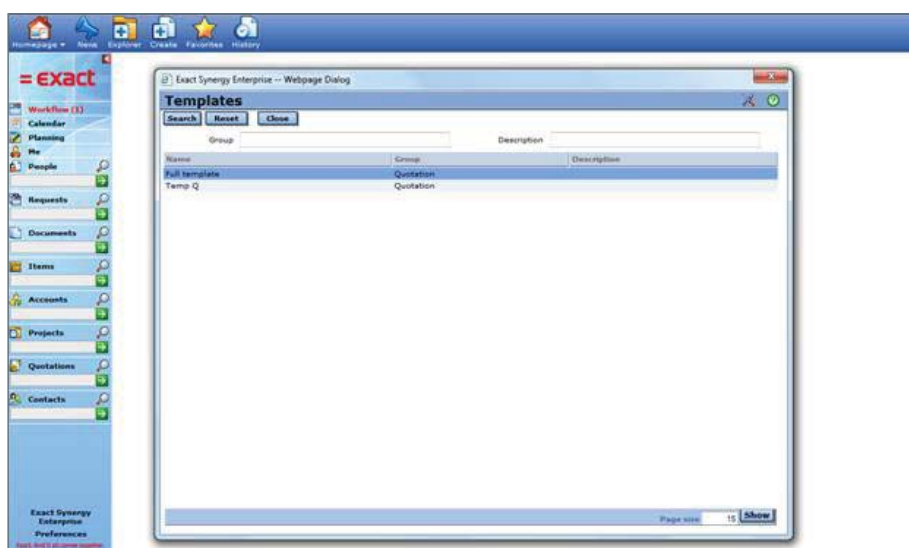 Homepage News Explorer Create Favorites History
= exact
Workflow (1)
Calendar
Planning
Me
People
Requests
Documents
Items
Accounts
Projects
Quotations
Contacts
Exact Synergy
Enterprise
Preferences
Exact Synergy Enterprise -- Webpage Dialog
Templates
Search Reset Close
Group Description
Name Group Description
Full template Quotation
Temp Q Quotation
Page size 15 Show